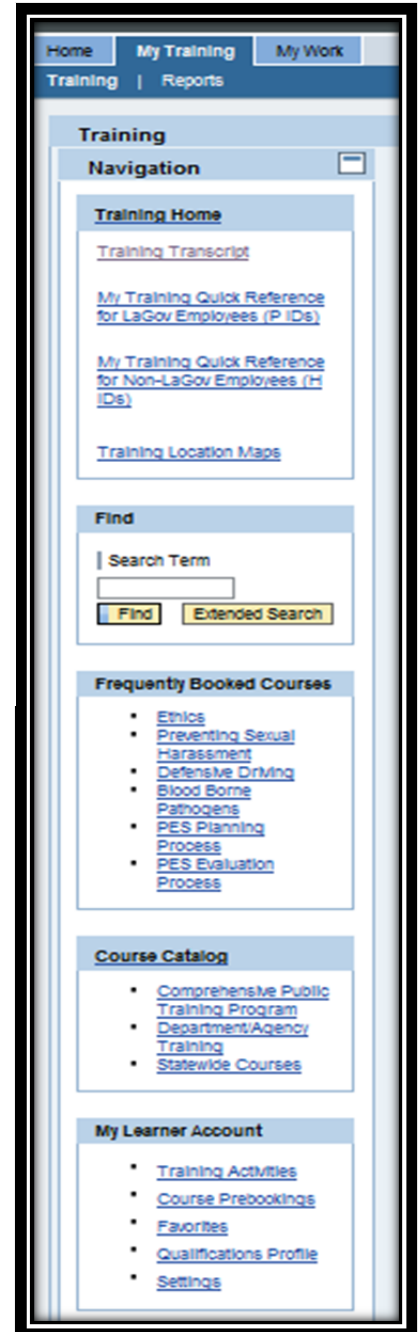 Home My Training My Work
Training | Reports
Training
Navigation
Training Home
Training Transcript
My Training Quick Reference
for LaGov Employees (P IDs)
My Training Quick Reference
for Non-LaGov Employees (H
IDs)
Training Location Maps
Find
Search Term
Find Extended Search
Frequently Booked Courses
Ethics
Preventing Sexual
Harassment
Defensive Driving
Blood Borne
Pathogens
PES Planning
Process
PES Evaluation
Process
Course Catalog
Comprehensive Public
Training Program
Department/Agency
Training
Statewide Courses
My Learner Account
Training Activities
Course Prebookings
Favorites
Qualifications Profile
Settings